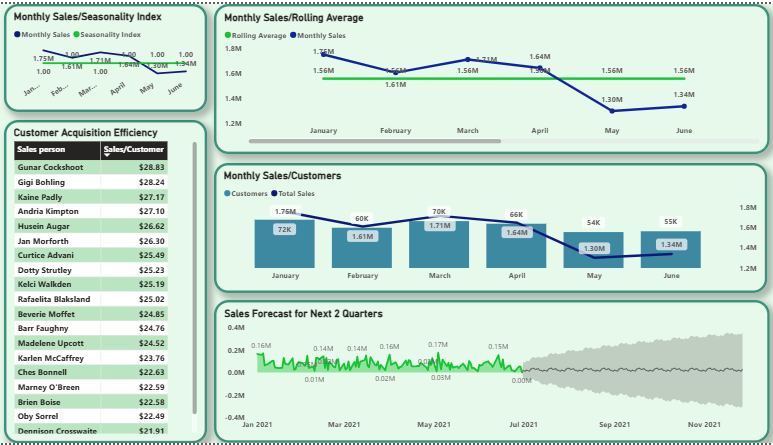 Monthly Sales/Seasonality Index
Monthly Sales Seasonality Index
1.75M 1.00 1.71M 1.00 1.00 1.00
1.00 1.61M 1.00 1.64M 1.30M 1.34M
Jan... Feb... Mar... April May June
Customer Acquisition Efficiency
Sales person Sales/Customer
Gunar Cockshoot $28.83
Gigi Bohling $28.24
Kaine Padly $27.17
Andria Kimpton $27.10
Husein Augar $26.62
Jan Morforth $26.30
Curtice Advani $25.49
Dotty Strutley $25.23
Kelci Walkden $25.19
Rafaelita Blaksland $25.02
Beverie Moffet $24.85
Barr Faughny $24.76
Madelene Upcott $24.52
Karlen McCaffrey $23.76
Ches Bonnell $22.63
Marney O'Breen $22.59
Brien Boise $22.58
Oby Sorrel $22.49
Dennison Crosswaite $21.91
Monthly Sales/Rolling Average
Rolling Average Monthly Sales
1.8M
1.6M
1.4M
1.2M
1.75M 1.71M 1.64M
1.56M 1.56M 1.56M 1.56M 1.56M
1.61M
1.30M 1.34M
January February March April May June
Monthly Sales/Customers
Customers Total Sales
1.75M 60K 70K 66K 54K 55K
72K 1.61M 1.71M 1.64M 1.30M 1.34M
1.8M
1.6M
1.4M
1.2M
January February March April May June
Sales Forecast for Next 2 Quarters
0.4M
0.2M
0.0M
-0.2M
-0.4M
0.16M 0.14M 0.14M 0.16M 0.17M 0.15M
0.01M 0.02M 0.03M 0.00M
Jan 2021 Mar 2021 May 2021 Jul 2021 Sep 2021 Nov 2021